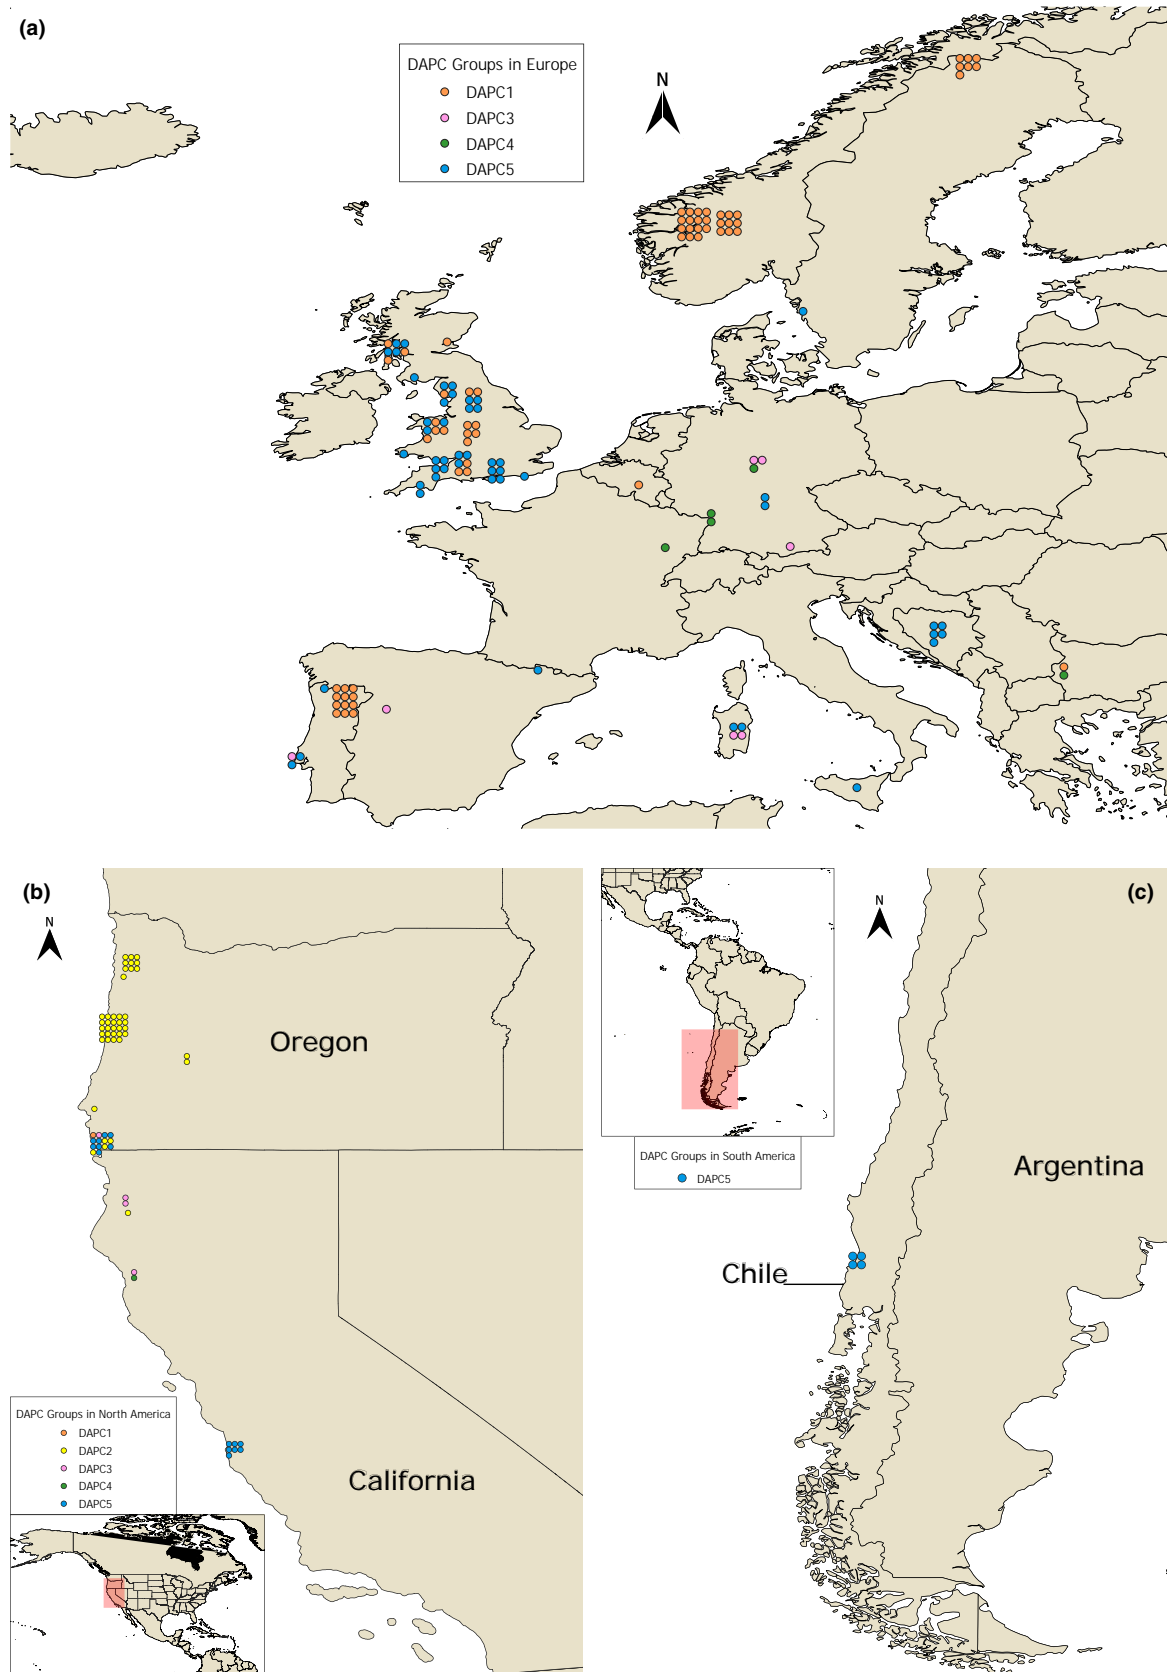 (a)
DAPC Groups in Europe
DAPC1
DAPC3
DAPC4
DAPC5
N
(b)
N
Oregon
California
DAPC Groups in North America
DAPC1
DAPC2
DAPC3
DAPC4
DAPC5
(c)
N
DAPC Groups in South America
DAPC5
Argentina
Chile